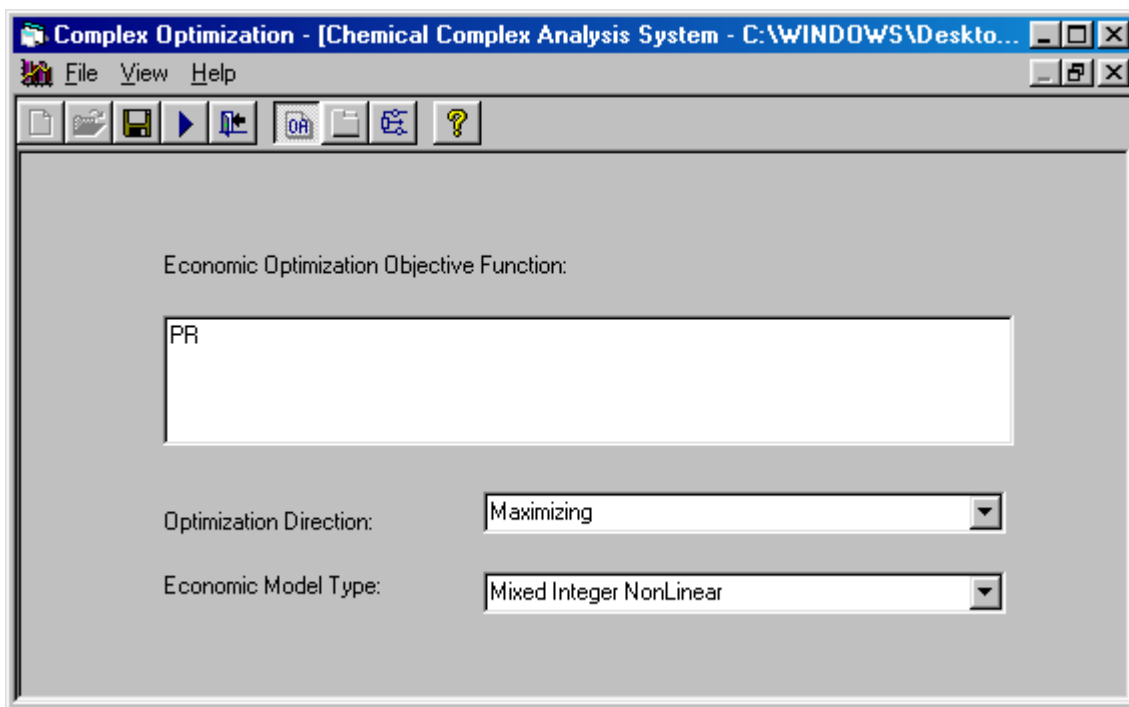 Complex Optimization - [Chemical Complex Analysis System - C:\WINDOWS\Deskto...
File View Help
OA
Economic Optimization Objective Function:
PR
Optimization Direction:
Maximizing
Economic Model Type:
Mixed Integer NonLinear